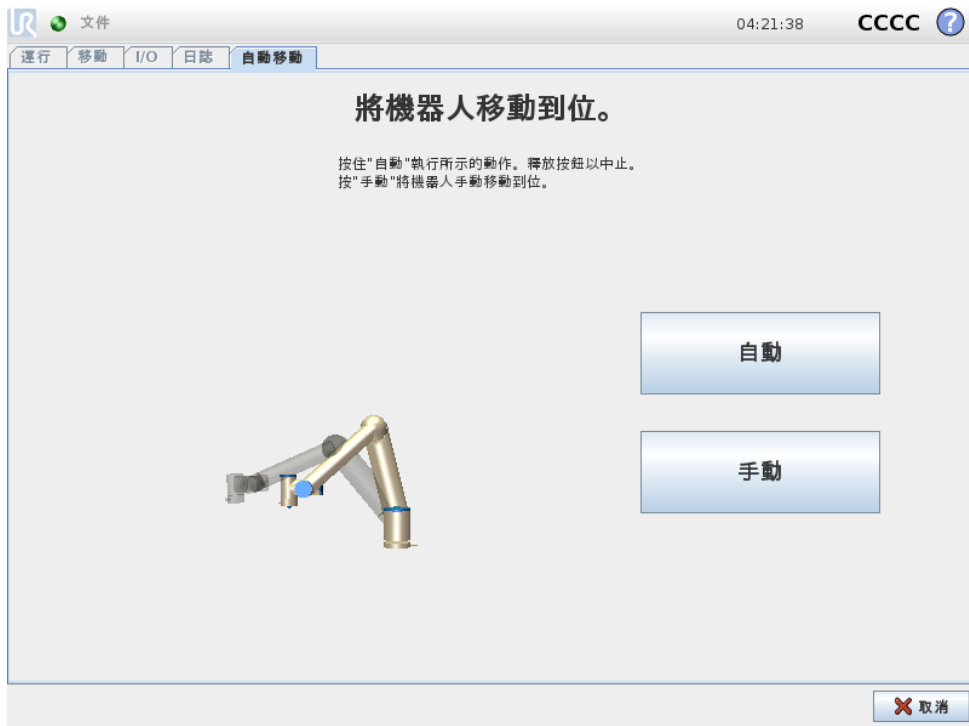 UR 文件 04:21:38 CCCC ?
運行 移動 I/O 日誌 自動移動
將機器人移動到位。
按住"自動"執行所示的動作。釋放按鈕以中止。
按"手動"將機器人手動移動到位。
自動
手動
取消